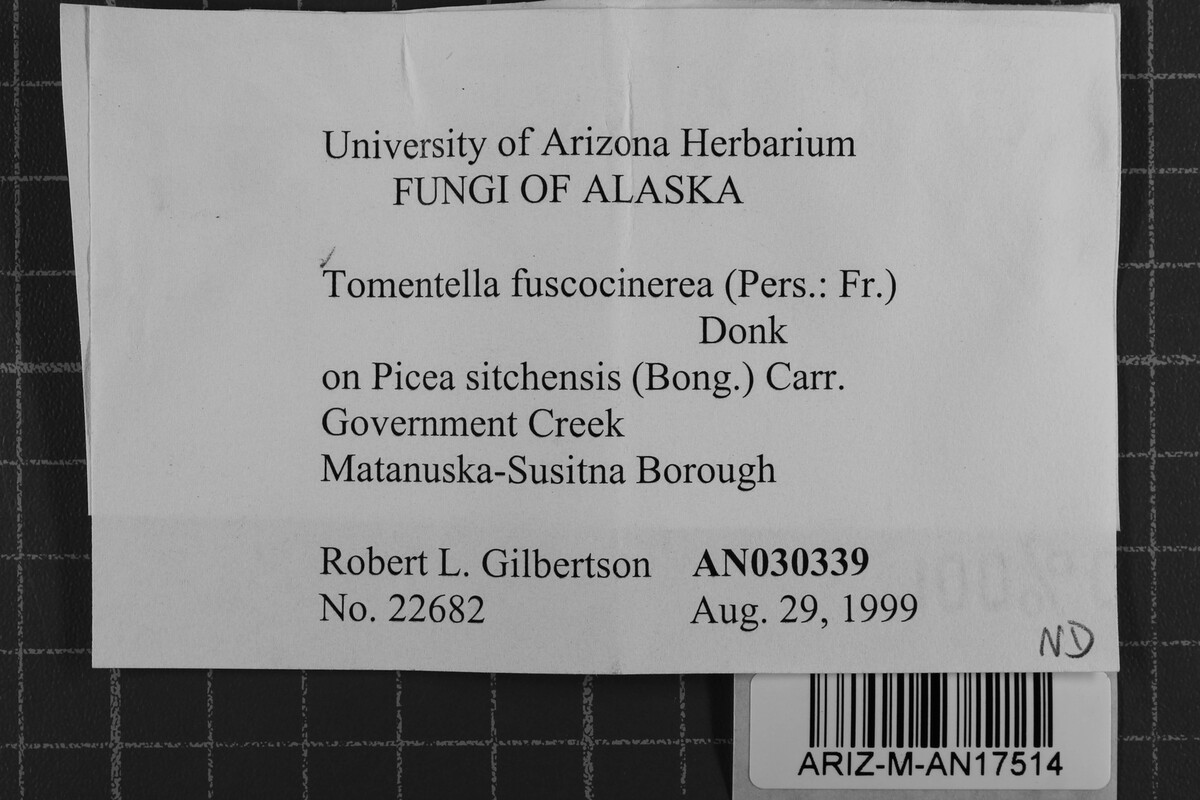 University of Arizona Herbarium
FUNGI OF ALASKA
Tomentella fuscocinerea (Pers.: Fr.)
Donk
on Picea sitchensis (Bong.) Carr.
Government Creek
Matanuska-Susitna Borough
Robert L. Gilbertson AN030339
No. 22682 Aug. 29, 1999
ND
ARIZ-M-AN17514